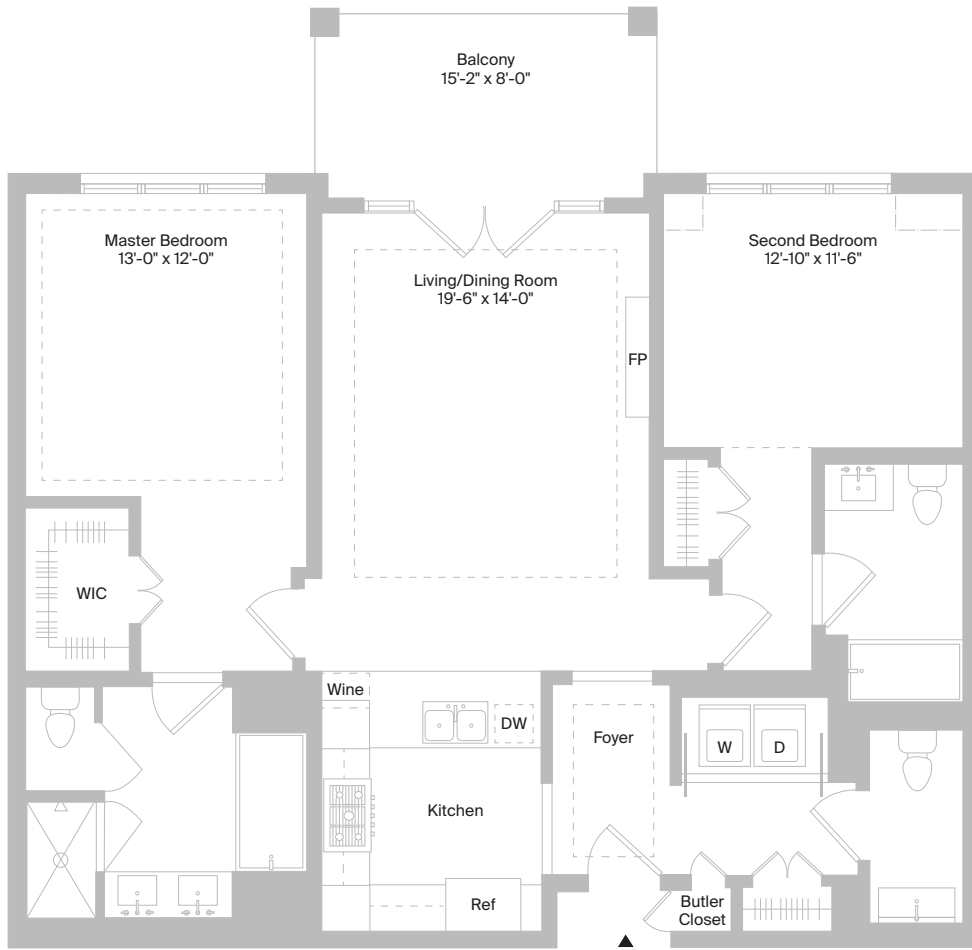 Balcony
15'-2" x 8'-0"
Master Bedroom
13'-0" x 12'-0"
Living/Dining Room
19'-6" x 14'-0"
Second Bedroom
12'-10" x 11'-6"
FP
WIC
Wine
DW
Foyer
W
D
Kitchen
Ref
Butler
Closet